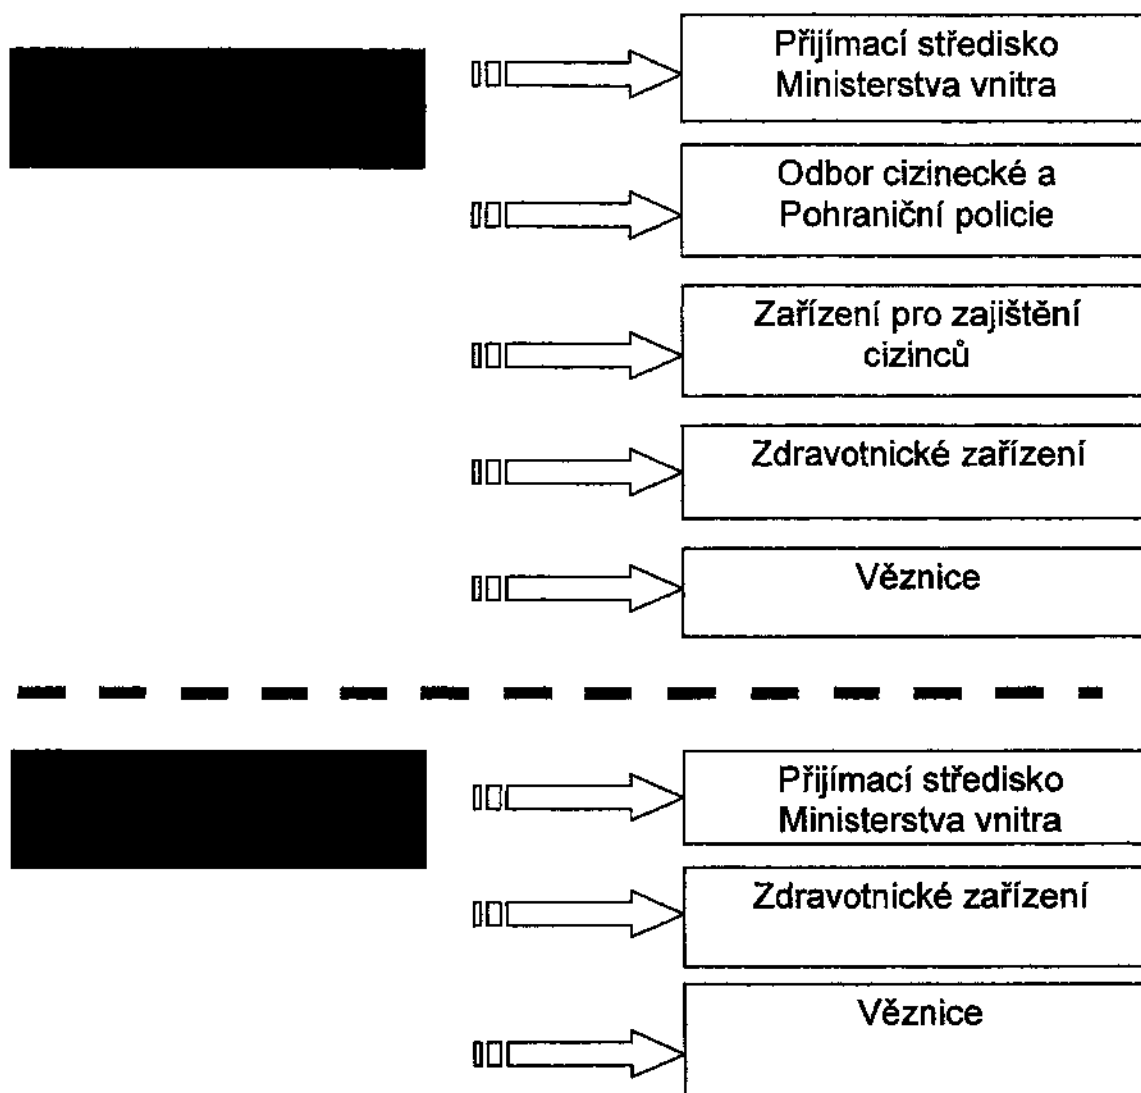 Přijímací středisko
Ministerstva vnitra
Odbor cizinecké a
Pohraniční policie
Zařízení pro zajištění
cizinců
Zdravotnické zařízení
Věznice
Přijímací středisko
Ministerstva vnitra
Zdravotnické zařízení
Věznice